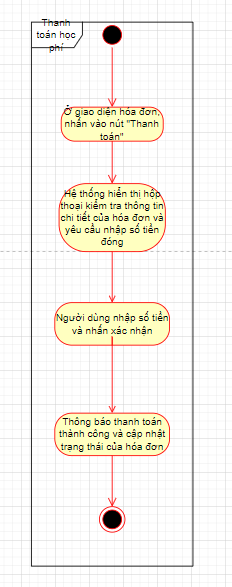 Thanh
toán học
phí
Ở giao diện hóa đơn,
nhấn vào nút "Thanh
toán"
Hệ thống hiển thị hộp
thoại kiểm tra thông tin
chi tiết của hóa đơn và
yêu cầu nhập số tiền
đóng
Người dùng nhập số tiền
và nhấn xác nhận
Thông báo thanh toán
thành công và cập nhật
trạng thái của hóa đơn